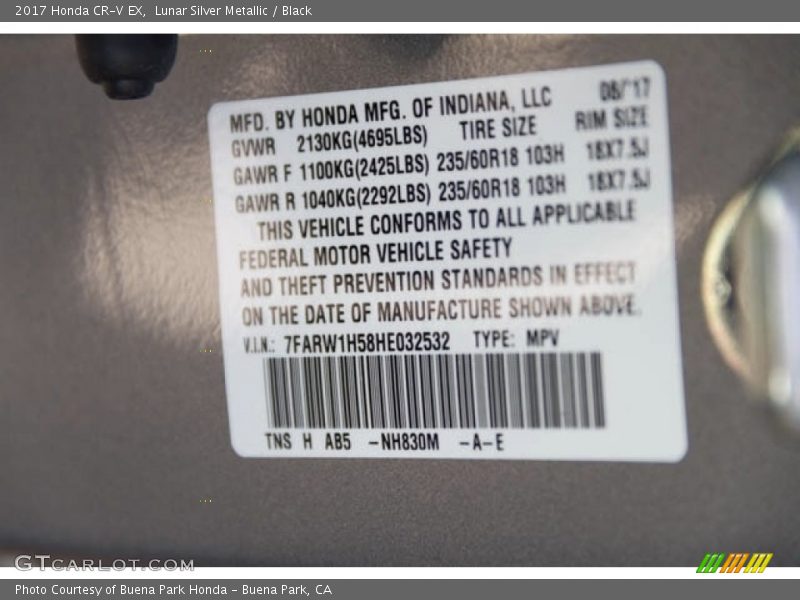 2017 Honda CR-V EX, Lunar Silver Metallic / Black
MFD. BY HONDA MFG. OF INDIANA, LLC 08/'17
GVWR 2130KG(4695LBS) TIRE SIZE RIM SIZE
GAWR F 1100KG(2425LBS) 235/60R18 103H 18X7.5J
GAWR R 1040KG(2292LBS) 235/60R18 103H 18X7.5J
THIS VEHICLE CONFORMS TO ALL APPLICABLE
FEDERAL MOTOR VEHICLE SAFETY
AND THEFT PREVENTION STANDARDS IN EFFECT
ON THE DATE OF MANUFACTURE SHOWN ABOVE.
V.I.N.: 7FARW1H58HE032532 TYPE: MPV
TNS H AB5 -NH830M -A-E
GTCARLOT.COM
Photo Courtesy of Buena Park Honda - Buena Park, CA